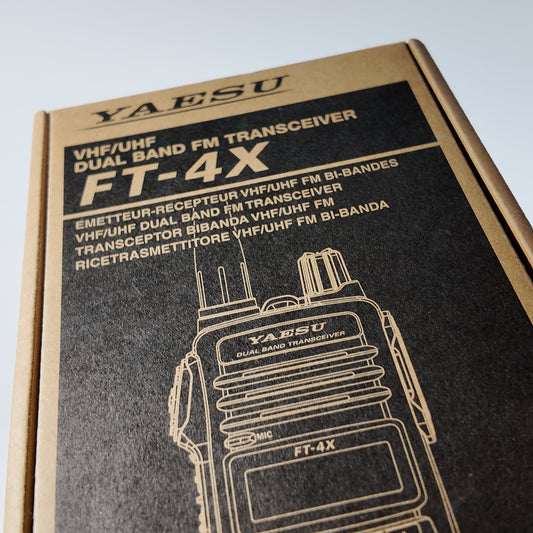 YAESU
VHF/UHF
DUAL BAND FM TRANSCEIVER
FT-4X
EMETTEUR-RECEPTEUR VHF/UHF FM BI-BANDES
VHF/UHF DUAL BAND FM TRANSCEIVER
TRANSCEPTOR BIBANDA VHF/UHF FM
RICETRASMETTITORE VHF/UHF FM BI-BANDA
YAESU
DUAL BAND TRANSCEIVER
MIC
FT-4X